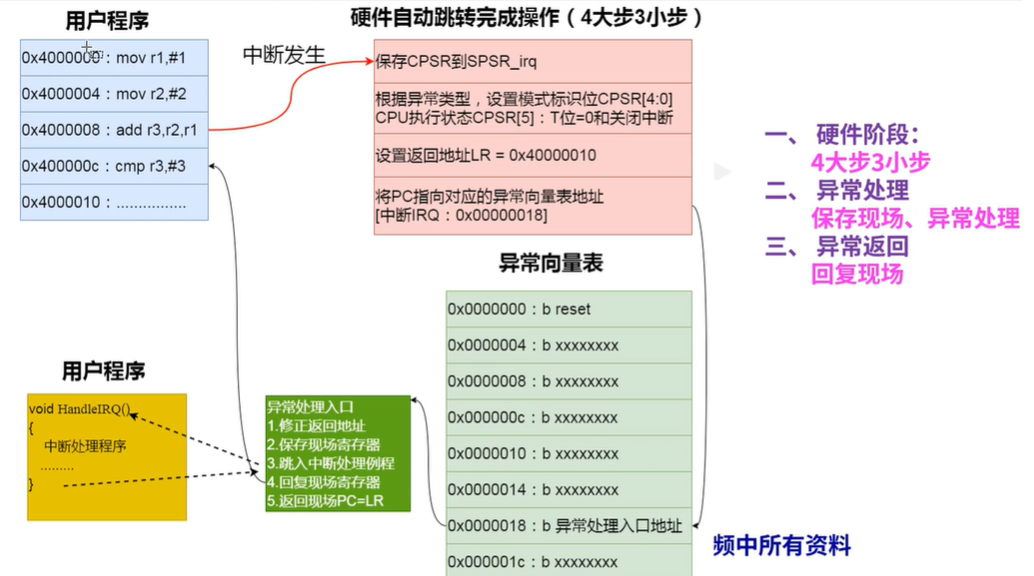 用户程序
0x4000000：mov r1,#1
0x4000004：mov r2,#2
0x4000008：add r3,r2,r1
0x400000c：cmp r3,#3
0x4000010：................
中断发生
硬件自动跳转完成操作（4大步3小步）
保存CPSR到SPSR_irq
根据异常类型，设置模式标识位CPSR[4:0]
CPU执行状态CPSR[5]：T位=0和关闭中断
设置返回地址LR = 0x40000010
将PC指向对应的异常向量表地址
[中断IRQ：0x00000018]
一、 硬件阶段：
4大步3小步
二、 异常处理
保存现场、异常处理
三、 异常返回
回复现场
异常向量表
0x0000000：b reset
0x0000004：b xxxxxxxx
0x0000008：b xxxxxxxx
0x000000c：b xxxxxxxx
0x0000010：b xxxxxxxx
0x0000014：b xxxxxxxx
0x0000018：b 异常处理入口地址
0x000001c：b xxxxxxxx
用户程序
void HandleIRQ()
{
中断处理程序
.........
}
异常处理入口
1.修正返回地址
2.保存现场寄存器
3.跳入中断处理例程
4.回复现场寄存器
5.返回现场PC=LR
频中所有资料